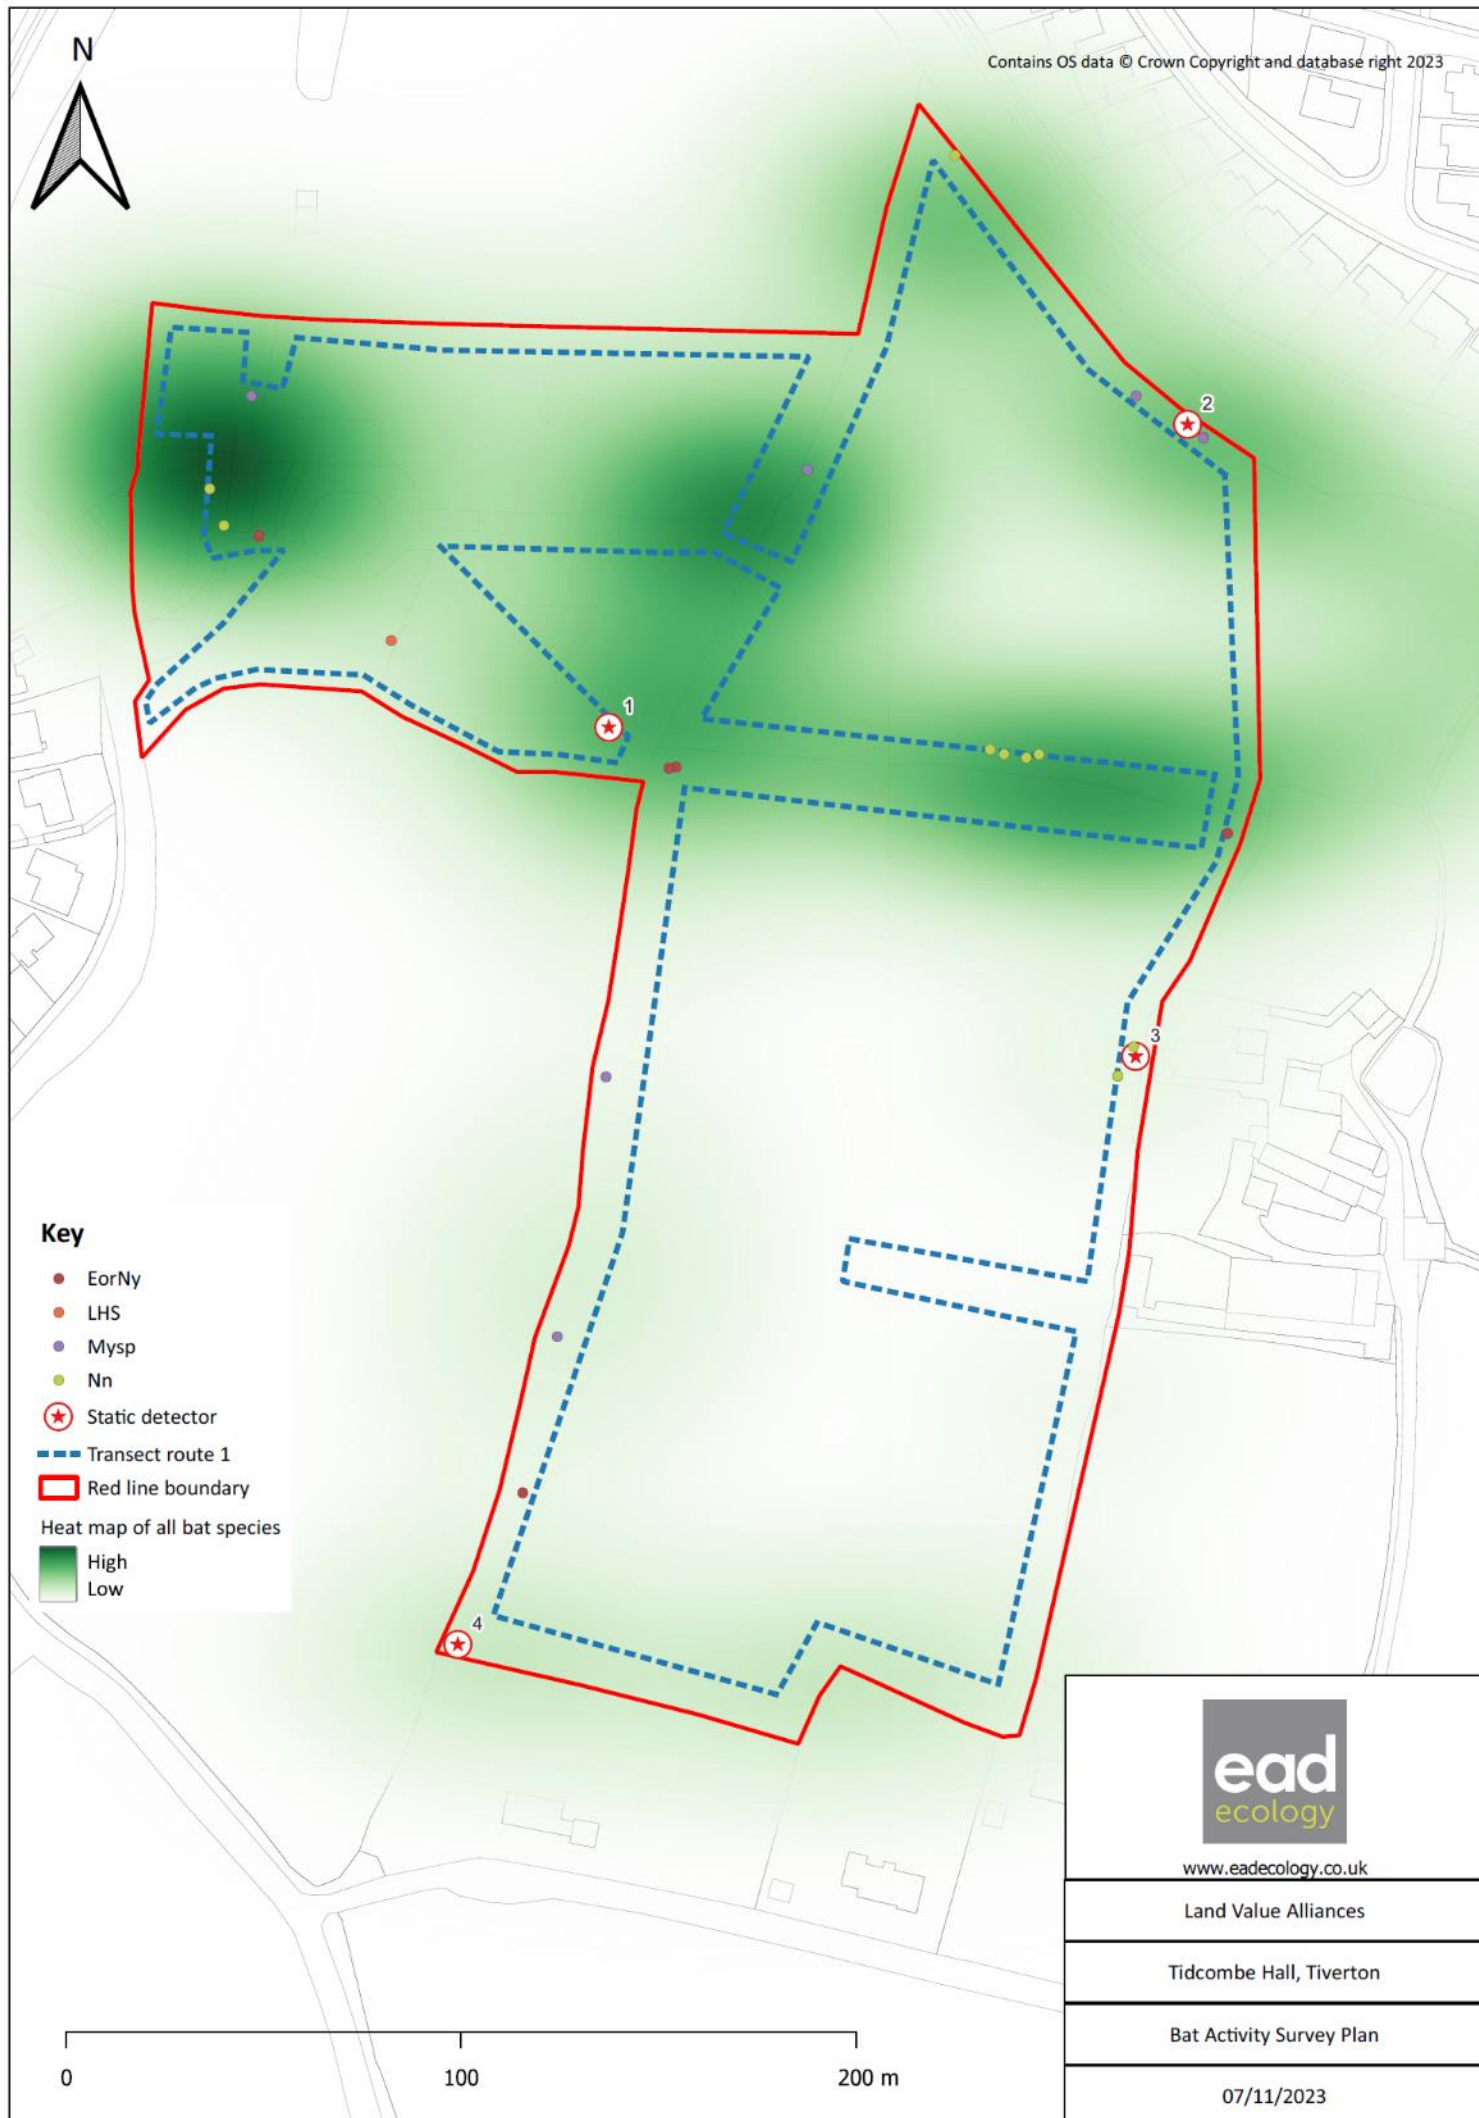 N
Contains OS data © Crown Copyright and database right 2023
2
1
3
Key
EorNy
LHS
Mysp
Nn
Static detector
Transect route 1
Red line boundary
Heat map of all bat species
High
Low
4
ead
ecology
www.eadecology.co.uk
Land Value Alliances
Tidcombe Hall, Tiverton
Bat Activity Survey Plan
07/11/2023
0 100 200 m